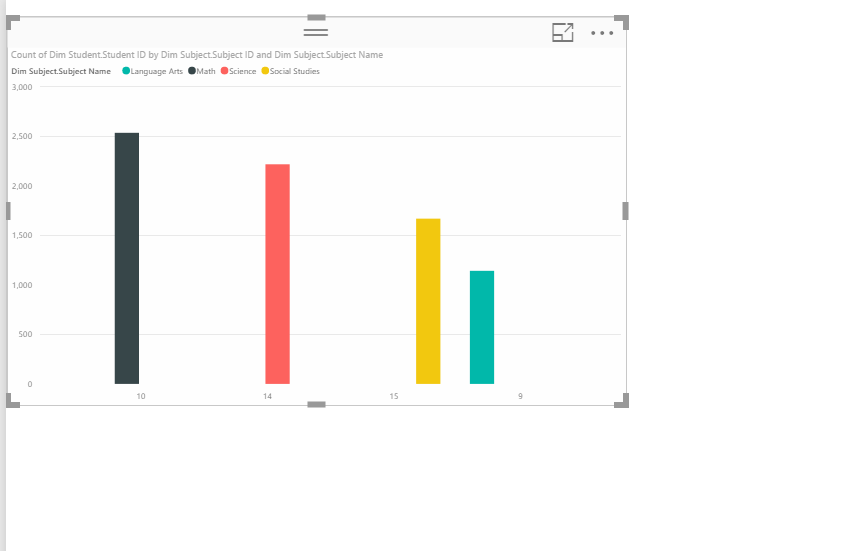 Count of Dim Student.Student ID by Dim Subject.Subject ID and Dim Subject.Subject Name
Dim Subject.Subject Name Language Arts Math Science Social Studies
3,000
2,500
2,000
1,500
1,000
500
0
10 14 15 9